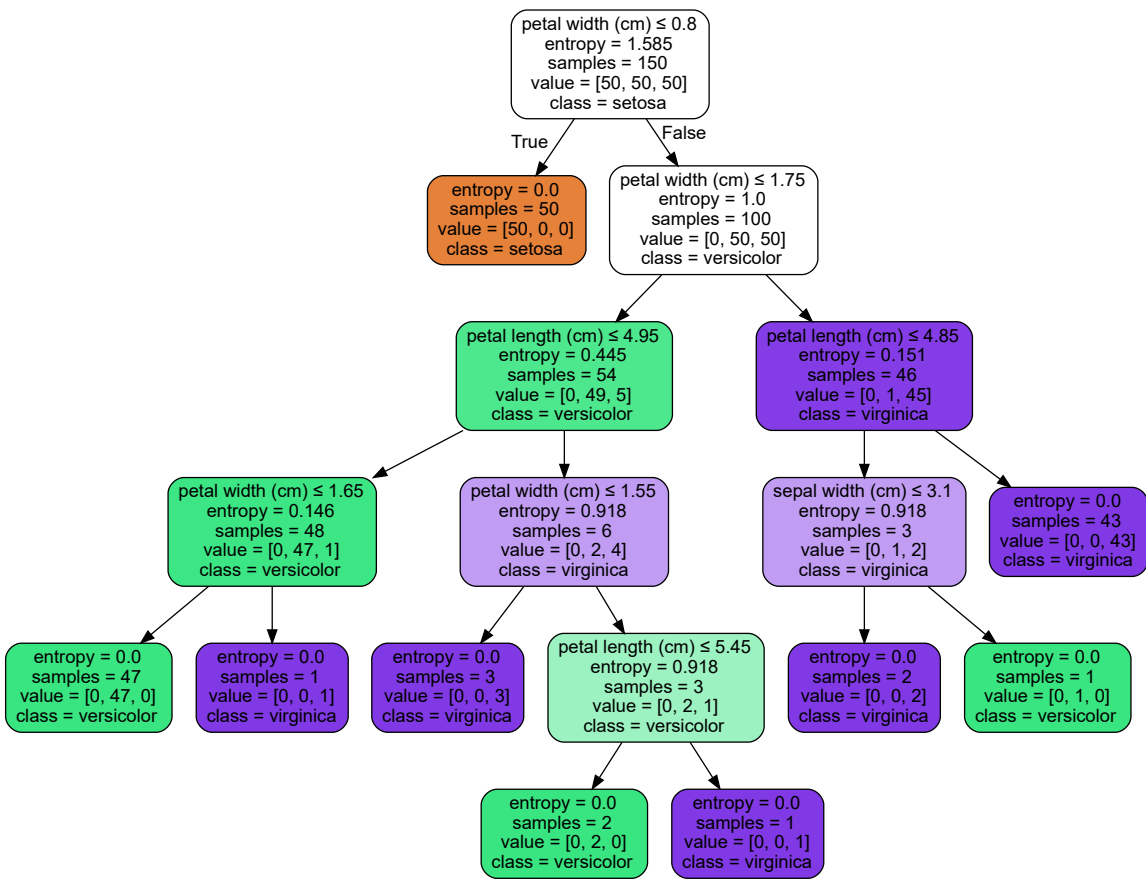 petal width (cm) ≤ 0.8
entropy = 1.585
samples = 150
value = [50, 50, 50]
class = setosa
True
False
entropy = 0.0
samples = 50
value = [50, 0, 0]
class = setosa
petal width (cm) ≤ 1.75
entropy = 1.0
samples = 100
value = [0, 50, 50]
class = versicolor
petal length (cm) ≤ 4.95
entropy = 0.445
samples = 54
value = [0, 49, 5]
class = versicolor
petal length (cm) ≤ 4.85
entropy = 0.151
samples = 46
value = [0, 1, 45]
class = virginica
petal width (cm) ≤ 1.65
entropy = 0.146
samples = 48
value = [0, 47, 1]
class = versicolor
petal width (cm) ≤ 1.55
entropy = 0.918
samples = 6
value = [0, 2, 4]
class = virginica
sepal width (cm) ≤ 3.1
entropy = 0.918
samples = 3
value = [0, 1, 2]
class = virginica
entropy = 0.0
samples = 43
value = [0, 0, 43]
class = virginica
entropy = 0.0
samples = 47
value = [0, 47, 0]
class = versicolor
entropy = 0.0
samples = 1
value = [0, 0, 1]
class = virginica
entropy = 0.0
samples = 3
value = [0, 0, 3]
class = virginica
petal length (cm) ≤ 5.45
entropy = 0.918
samples = 3
value = [0, 2, 1]
class = versicolor
entropy = 0.0
samples = 2
value = [0, 0, 2]
class = virginica
entropy = 0.0
samples = 1
value = [0, 1, 0]
class = versicolor
entropy = 0.0
samples = 2
value = [0, 2, 0]
class = versicolor
entropy = 0.0
samples = 1
value = [0, 0, 1]
class = virginica